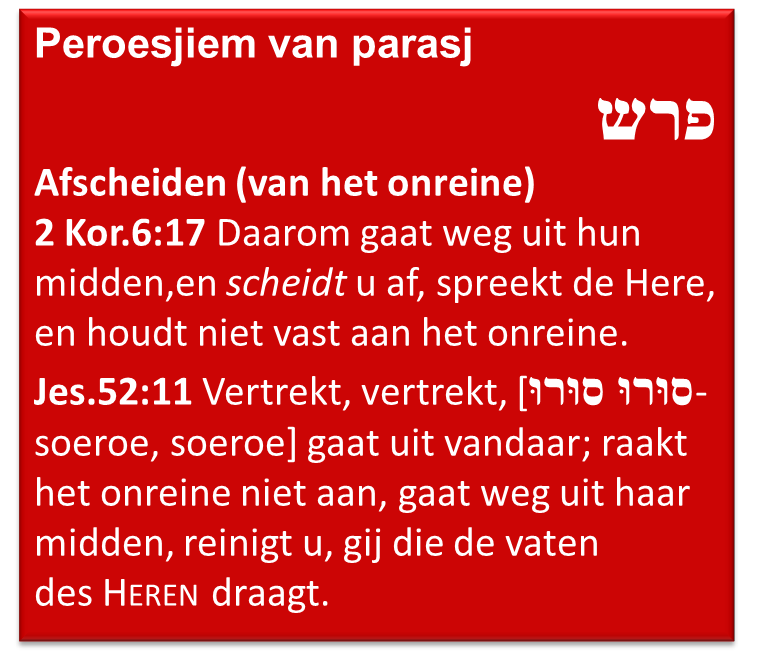 Peroesjiem van parasj
פרש
Afscheiden (van het onreine)
2 Kor.6:17 Daarom gaat weg uit hun
midden,en scheidt u af, spreekt de Here,
en houdt niet vast aan het onreine.
Jes.52:11 Vertrekt, vertrekt, [סוּרוּ סוּרוּ-
soeroe, soeroe] gaat uit vandaar; raakt
het onreine niet aan, gaat weg uit haar
midden, reinigt u, gij die de vaten
des HEREN draagt.